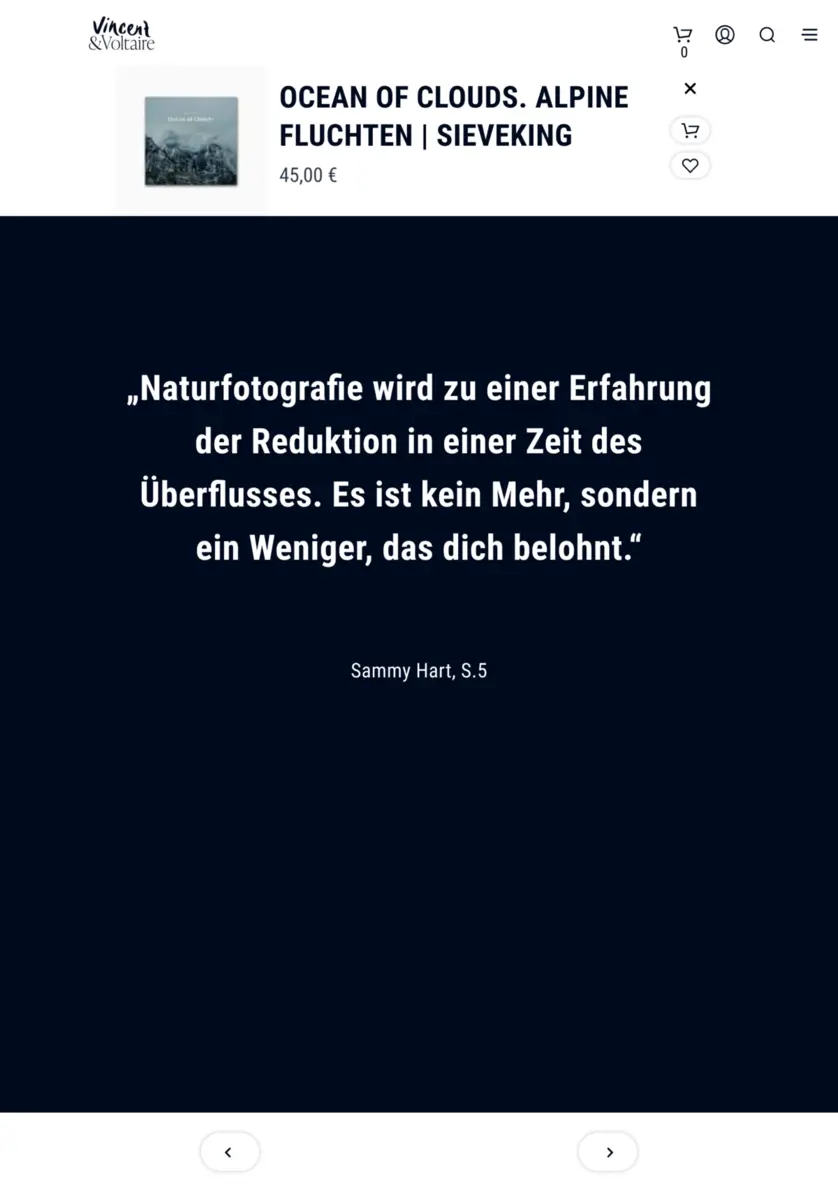 Vincent
&Voltaire
0
OCEAN OF CLOUDS. ALPINE
FLUCHTEN | SIEVEKING
45,00 €
Ocean of Clouds
„Naturfotografie wird zu einer Erfahrung
der Reduktion in einer Zeit des
Überflusses. Es ist kein Mehr, sondern
ein Weniger, das dich belohnt.“
Sammy Hart, S.5